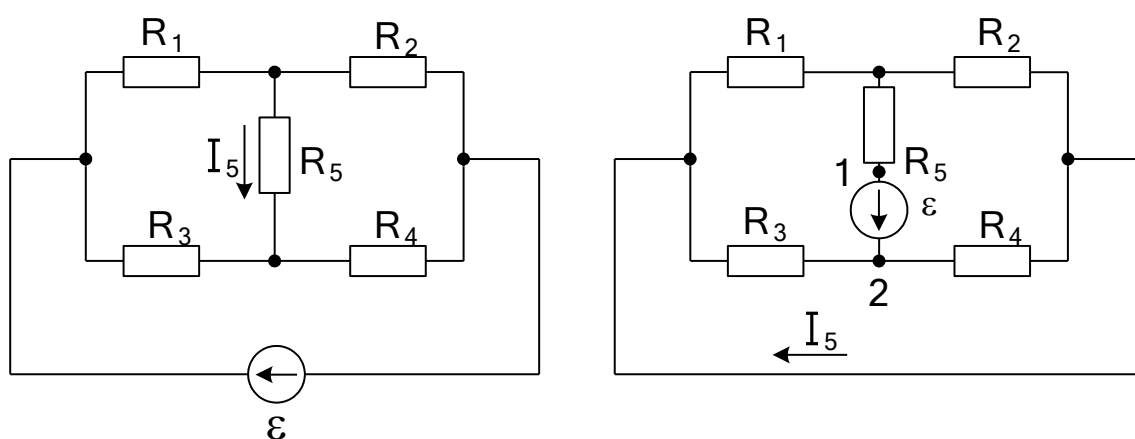 R₁ R₂
I₅ R₅
R₃ R₄
ε
R₁ R₂
1 R₅
ε
R₃ R₄
2
I₅